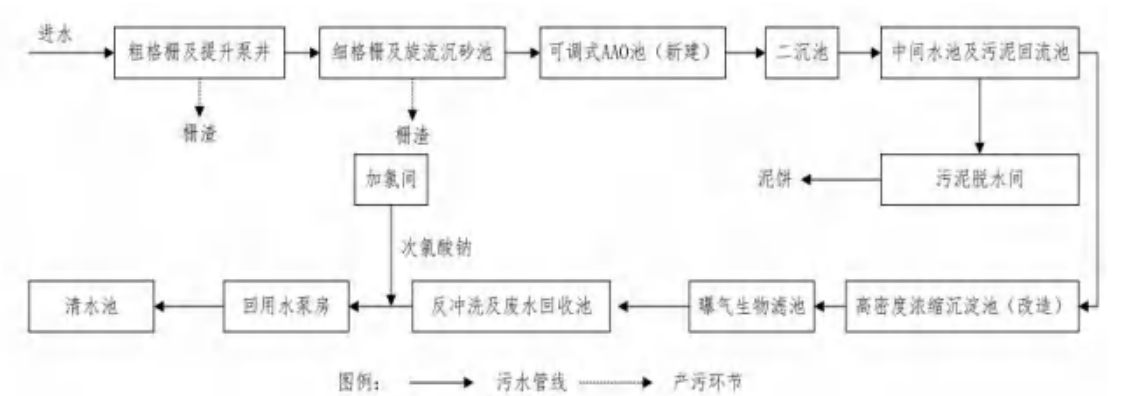 进水
粗格栅及提升泵井
细格栅及旋流沉砂池
可调式AAO池（新建）
二沉池
中间水池及污泥回流池
栅渣
栅渣
加氯间
泥饼
污泥脱水间
次氯酸钠
清水池
回用水泵房
反冲洗及废水回收池
曝气生物滤池
高密度浓缩沉淀池（改造）
图例：
污水管线
产污环节